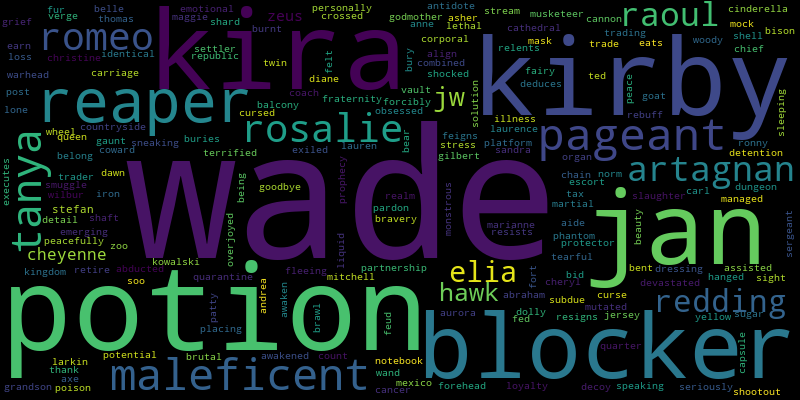 fur belle emotional zeus personally godmother antidote stream musketeer raoul cinderella
verge thomas maggie shard crossed anne asher cannon mock bison
grief romeo burnt kira corporal lethal cathedral trading woody shell chief
earn settler mask trade eats
loss christine identical republic twin felt bury align relents kirby
warhead combined fairy ted peace
post carriage diane shocked deduces goat
lone reaper coach vault jw solution sleeping
balcony fraternity obsessed illness rebuff
cursed forcibly laurence pageant
wheel countryside rosalie bear stress platform ronny
queen gaunt sneaking lauren feigns gilbert sandra detention
tanya coward buries terrified exiled organ
belong wade prophecy chain norm artagnan
executes trader dawn being goodbye realm escort dungeon
smuggle iron monstrous tax slaughter carl managed
wilbur stefan pardon martial beauty
detail shaft bravery marianne aide jan sergeant
emerging overjoyed resists phantom
peacefully zoo liquid protector
cheyenne kowalski partnership elia tearful bent dressing assisted
kingdom retire abducted fleeing mitchell fort bid cheryl devastated hanged sight
soo quarantine andrea hawk abraham curse
potion patty awaken brawl feud aurora dolly subdue mutated redding
placing fed resigns jersey yellow sugar
blocker quarter capsule
larkin potential brutal awakened count notebook
thank maleficent wand
axe mexico
grandson poison cancer forehead loyalty decoy speaking seriously shootout